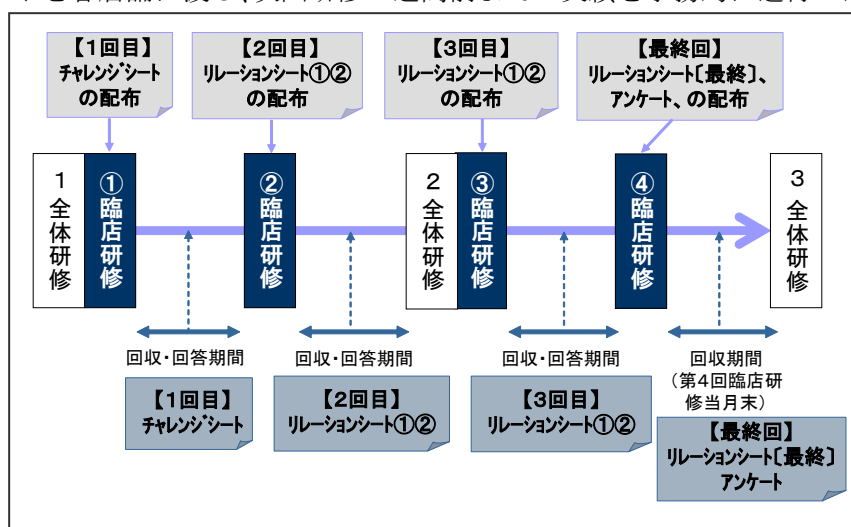 【1回目】
チャレンジシート
の配布
【2回目】
リレーションシート①②
の配布
【3回目】
リレーションシート①②
の配布
【最終回】
リレーションシート〔最終〕、
アンケート、の配布
1全体研修
①臨店研修
②臨店研修
2全体研修
③臨店研修
④臨店研修
3全体研修
回収・回答期間
回収・回答期間
回収・回答期間
回収期間
（第4回臨店研
修当月末）
【1回目】
チャレンジシート
【2回目】
リレーションシート①②
【3回目】
リレーションシート①②
【最終回】
リレーションシート〔最終〕
アンケート